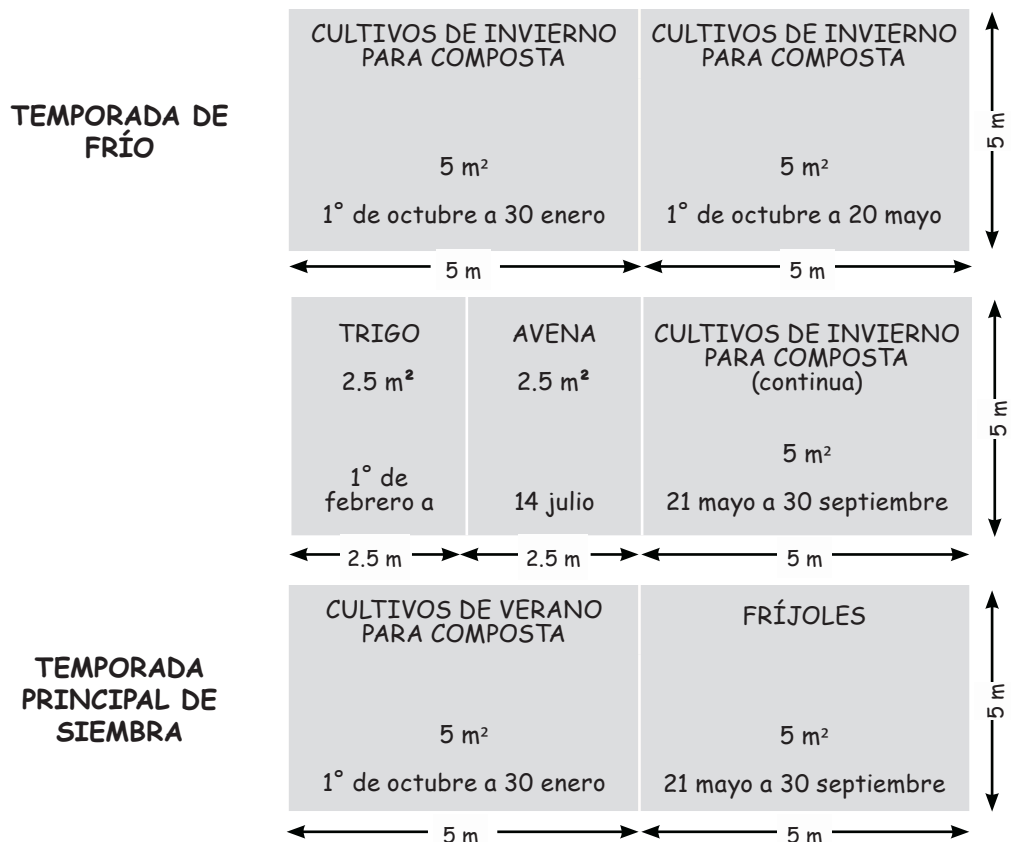 TEMPORADA DE
FRÍO
CULTIVOS DE INVIERNO
PARA COMPOSTA
5 m²
1° de octubre a 30 enero
CULTIVOS DE INVIERNO
PARA COMPOSTA
5 m²
1° de octubre a 20 mayo
5 m
5 m
5 m
TRIGO
2.5 m²
1° de
febrero a
AVENA
2.5 m²
14 julio
CULTIVOS DE INVIERNO
PARA COMPOSTA
(continua)
5 m²
21 mayo a 30 septiembre
5 m
2.5 m
2.5 m
5 m
TEMPORADA
PRINCIPAL DE
SIEMBRA
CULTIVOS DE VERANO
PARA COMPOSTA
5 m²
1° de octubre a 30 enero
FRÍJOLES
5 m²
21 mayo a 30 septiembre
5 m
5 m
5 m